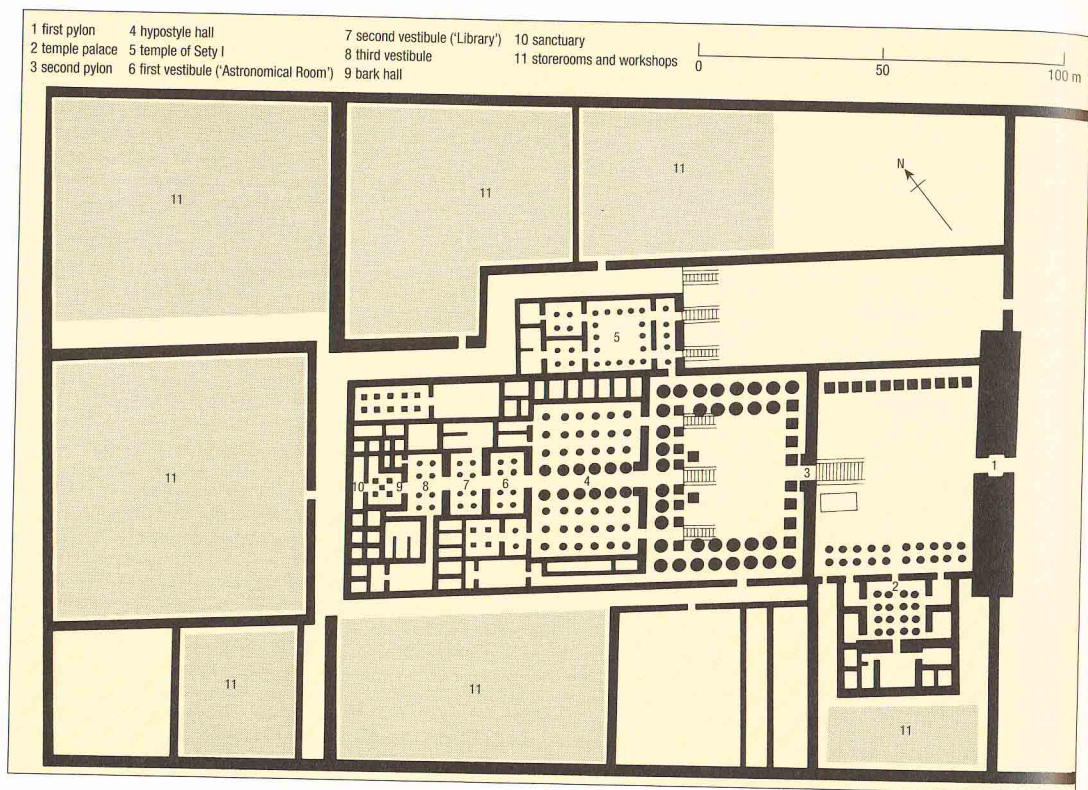 1 first pylon
2 temple palace
3 second pylon
4 hypostyle hall
5 temple of Sety I
6 first vestibule (‘Astronomical Room’)
7 second vestibule (‘Library’)
8 third vestibule
9 bark hall
10 sanctuary
11 storerooms and workshops
0 50 100 m
11
11
11
N
5
11
10 9 8 7 6 4 3 1
2
11
11
11